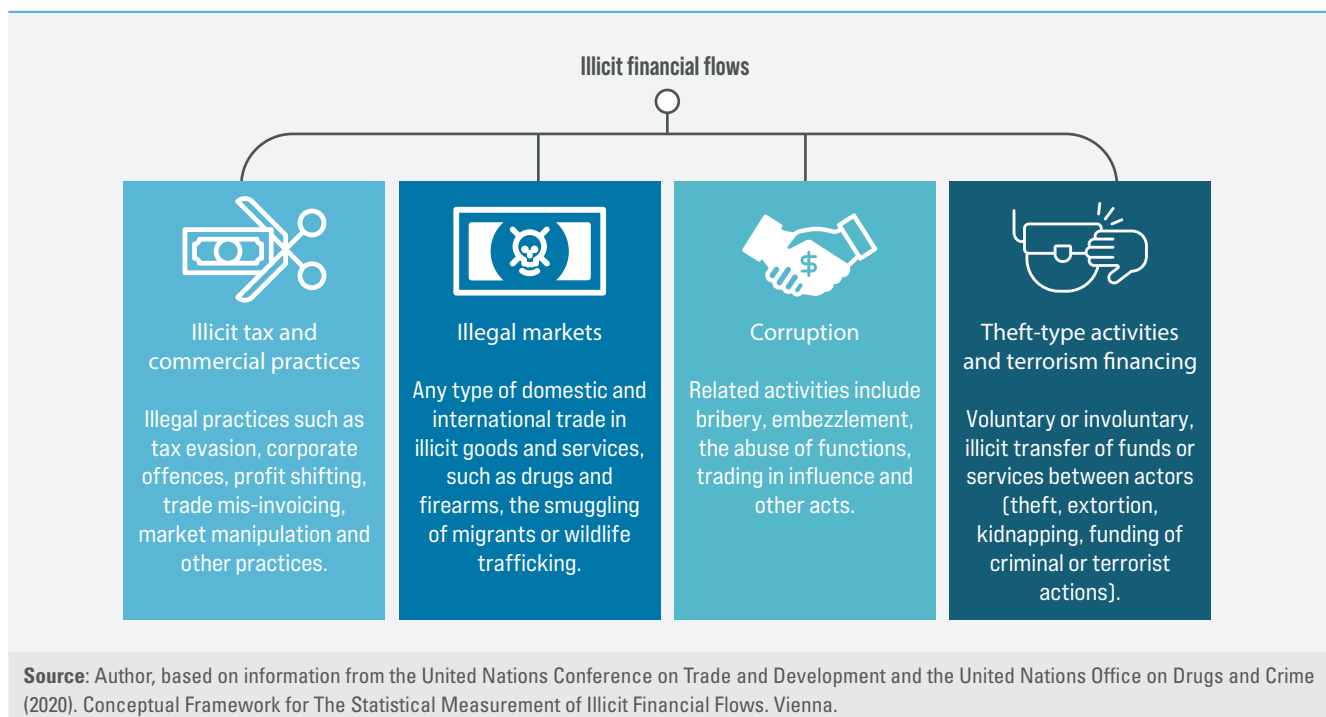 Illicit financial flows
Illicit tax and
commercial practices
Illegal practices such as
tax evasion, corporate
offences, profit shifting,
trade mis-invoicing,
market manipulation and
other practices.
Illegal markets
Any type of domestic and
international trade in
illicit goods and services,
such as drugs and
firearms, the smuggling
of migrants or wildlife
trafficking.
$
Corruption
Related activities include
bribery, embezzlement,
the abuse of functions,
trading in influence and
other acts.
Theft-type activities
and terrorism financing
Voluntary or involuntary,
illicit transfer of funds or
services between actors
(theft, extortion,
kidnapping, funding of
criminal or terrorist
actions).
Source: Author, based on information from the United Nations Conference on Trade and Development and the United Nations Office on Drugs and Crime
(2020). Conceptual Framework for The Statistical Measurement of Illicit Financial Flows. Vienna.